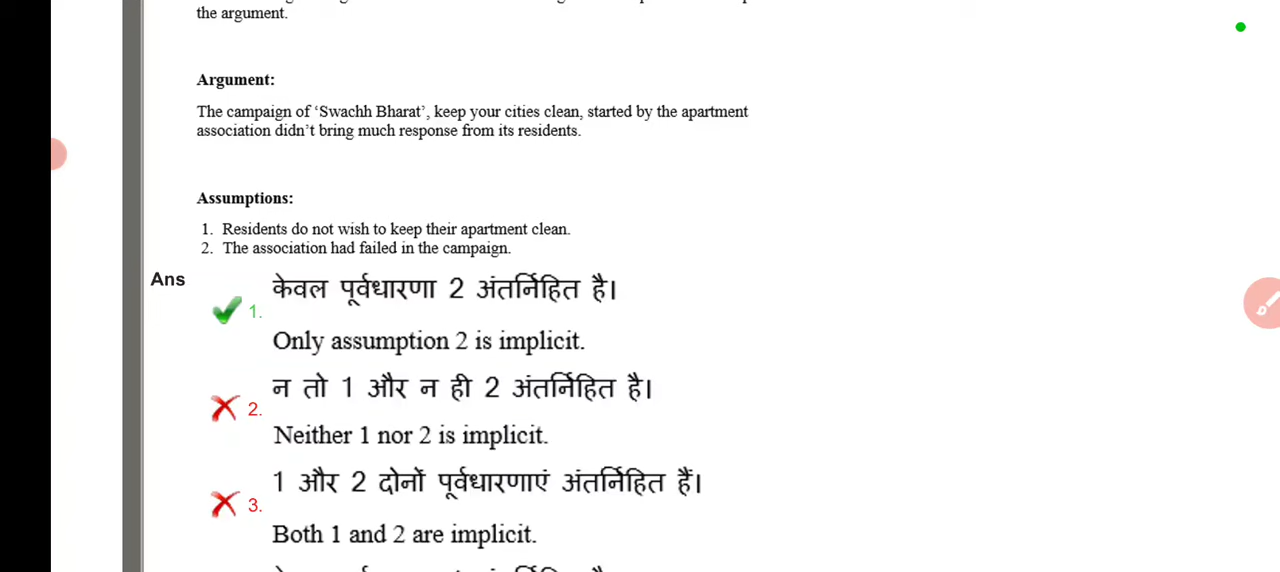 the argument.
Argument:
The campaign of ‘Swachh Bharat’, keep your cities clean, started by the apartment
association didn’t bring much response from its residents.
Assumptions:
1. Residents do not wish to keep their apartment clean.
2. The association had failed in the campaign.
Ans
1. केवल पूर्वधारणा 2 अंतर्निहित है।
Only assumption 2 is implicit.
2. न तो 1 और न ही 2 अंतर्निहित है।
Neither 1 nor 2 is implicit.
3. 1 और 2 दोनों पूर्वधारणाएं अंतर्निहित हैं।
Both 1 and 2 are implicit.